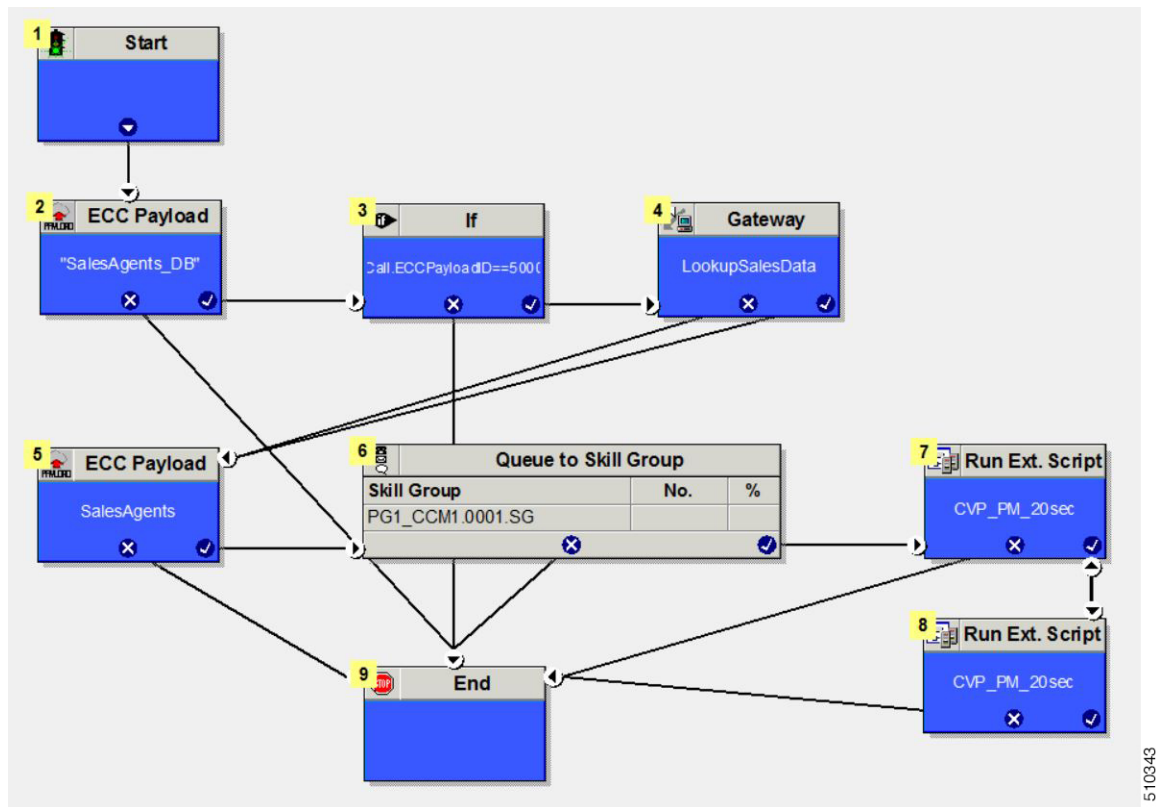 1 Start
2 ECC Payload
"SalesAgents_DB"
3 If
Call.ECCPayloadID==5000
4 Gateway
LookupSalesData
5 ECC Payload
SalesAgents
6 Queue to Skill Group
Skill Group No. %
PG1_CCM1.0001.SG
7 Run Ext. Script
CVP_PM_20sec
8 Run Ext. Script
CVP_PM_20sec
9 STOP End
510343